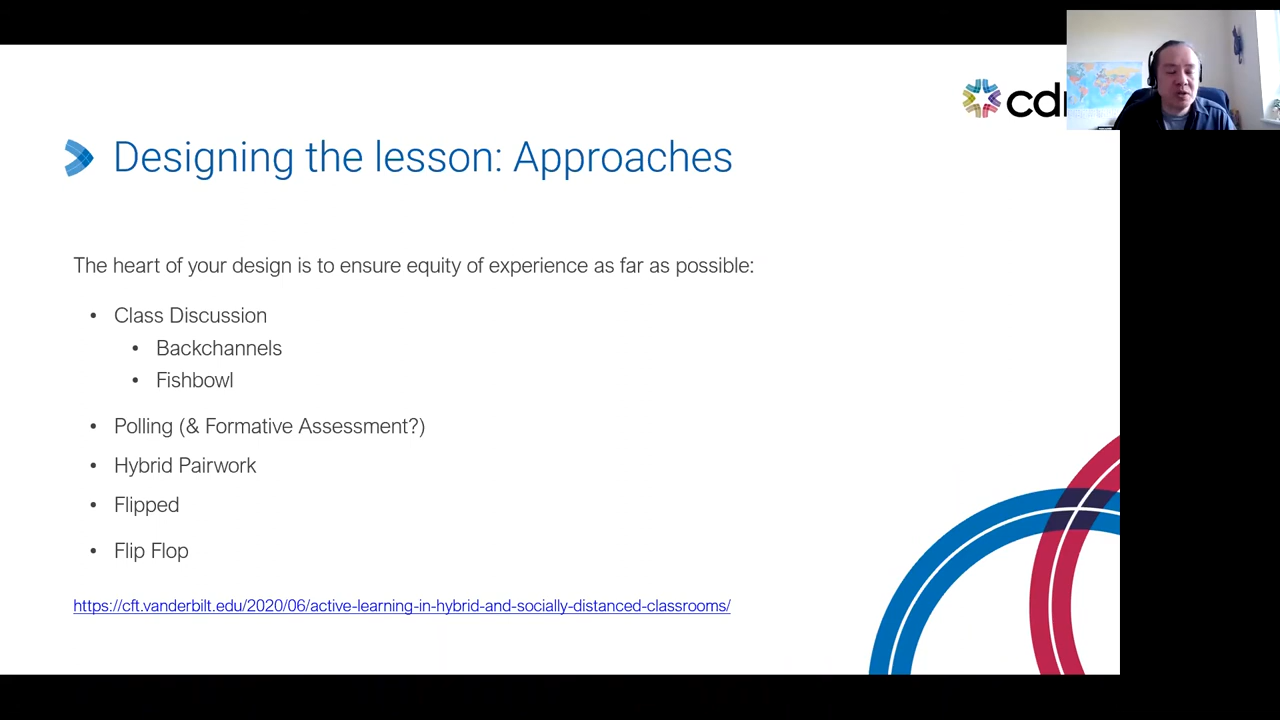 cd
Designing the lesson: Approaches
The heart of your design is to ensure equity of experience as far as possible:
• Class Discussion
• Backchannels
• Fishbowl
• Polling (& Formative Assessment?)
• Hybrid Pairwork
• Flipped
• Flip Flop
https://cft.vanderbilt.edu/2020/06/active-learning-in-hybrid-and-socially-distanced-classrooms/